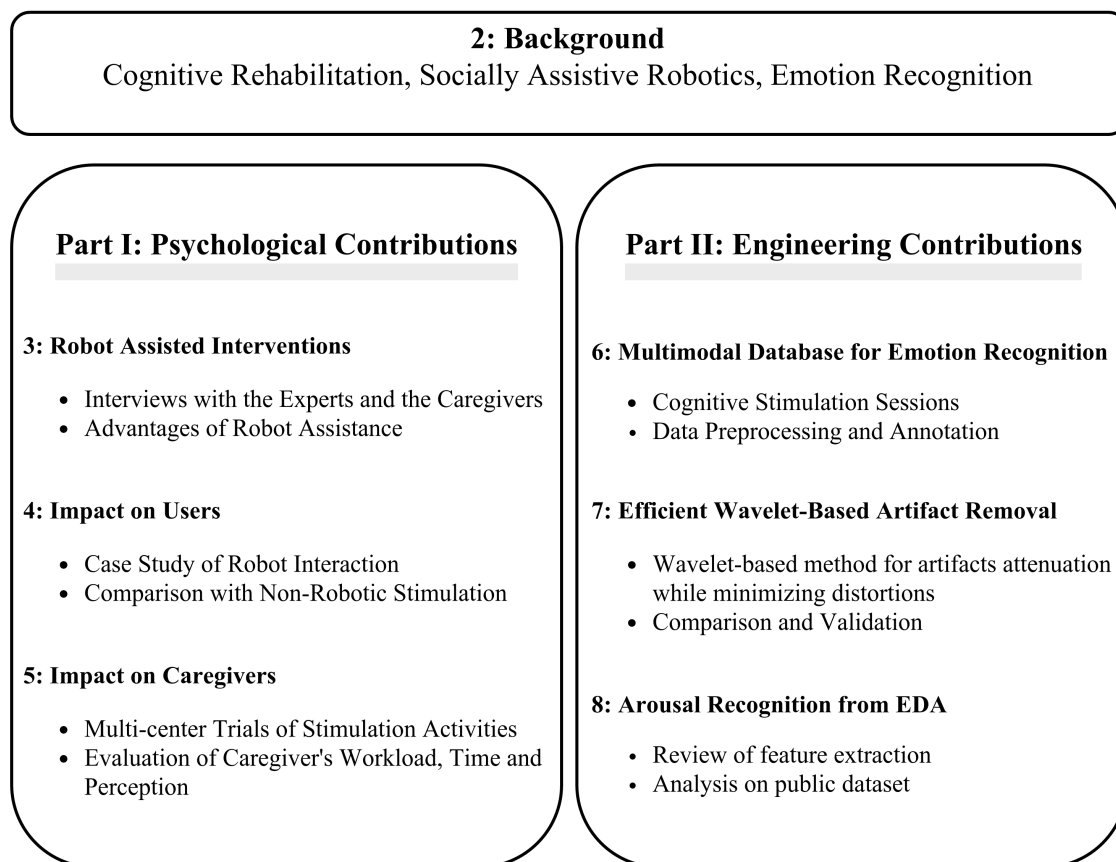 2: Background
Cognitive Rehabilitation, Socially Assistive Robotics, Emotion Recognition
Part I: Psychological Contributions
3: Robot Assisted Interventions
• Interviews with the Experts and the Caregivers
• Advantages of Robot Assistance
4: Impact on Users
• Case Study of Robot Interaction
• Comparison with Non-Robotic Stimulation
5: Impact on Caregivers
• Multi-center Trials of Stimulation Activities
• Evaluation of Caregiver's Workload, Time and
Perception
Part II: Engineering Contributions
6: Multimodal Database for Emotion Recognition
• Cognitive Stimulation Sessions
• Data Preprocessing and Annotation
7: Efficient Wavelet-Based Artifact Removal
• Wavelet-based method for artifacts attenuation
while minimizing distortions
• Comparison and Validation
8: Arousal Recognition from EDA
• Review of feature extraction
• Analysis on public dataset